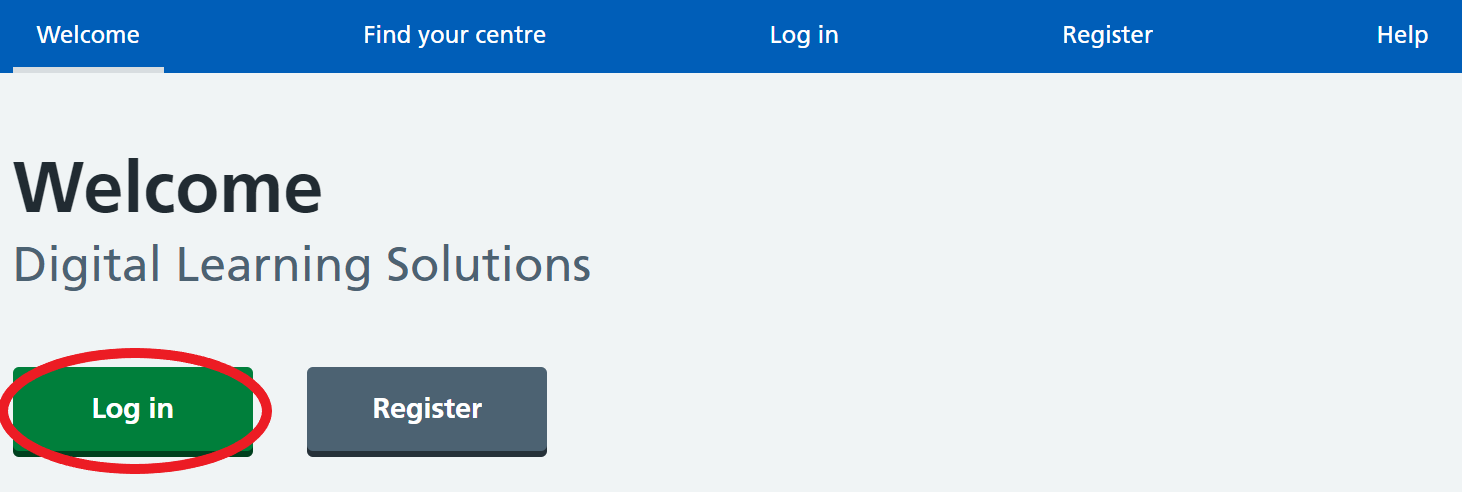 Welcome Find your centre Log in Register Help
Welcome
Digital Learning Solutions
Log in Register